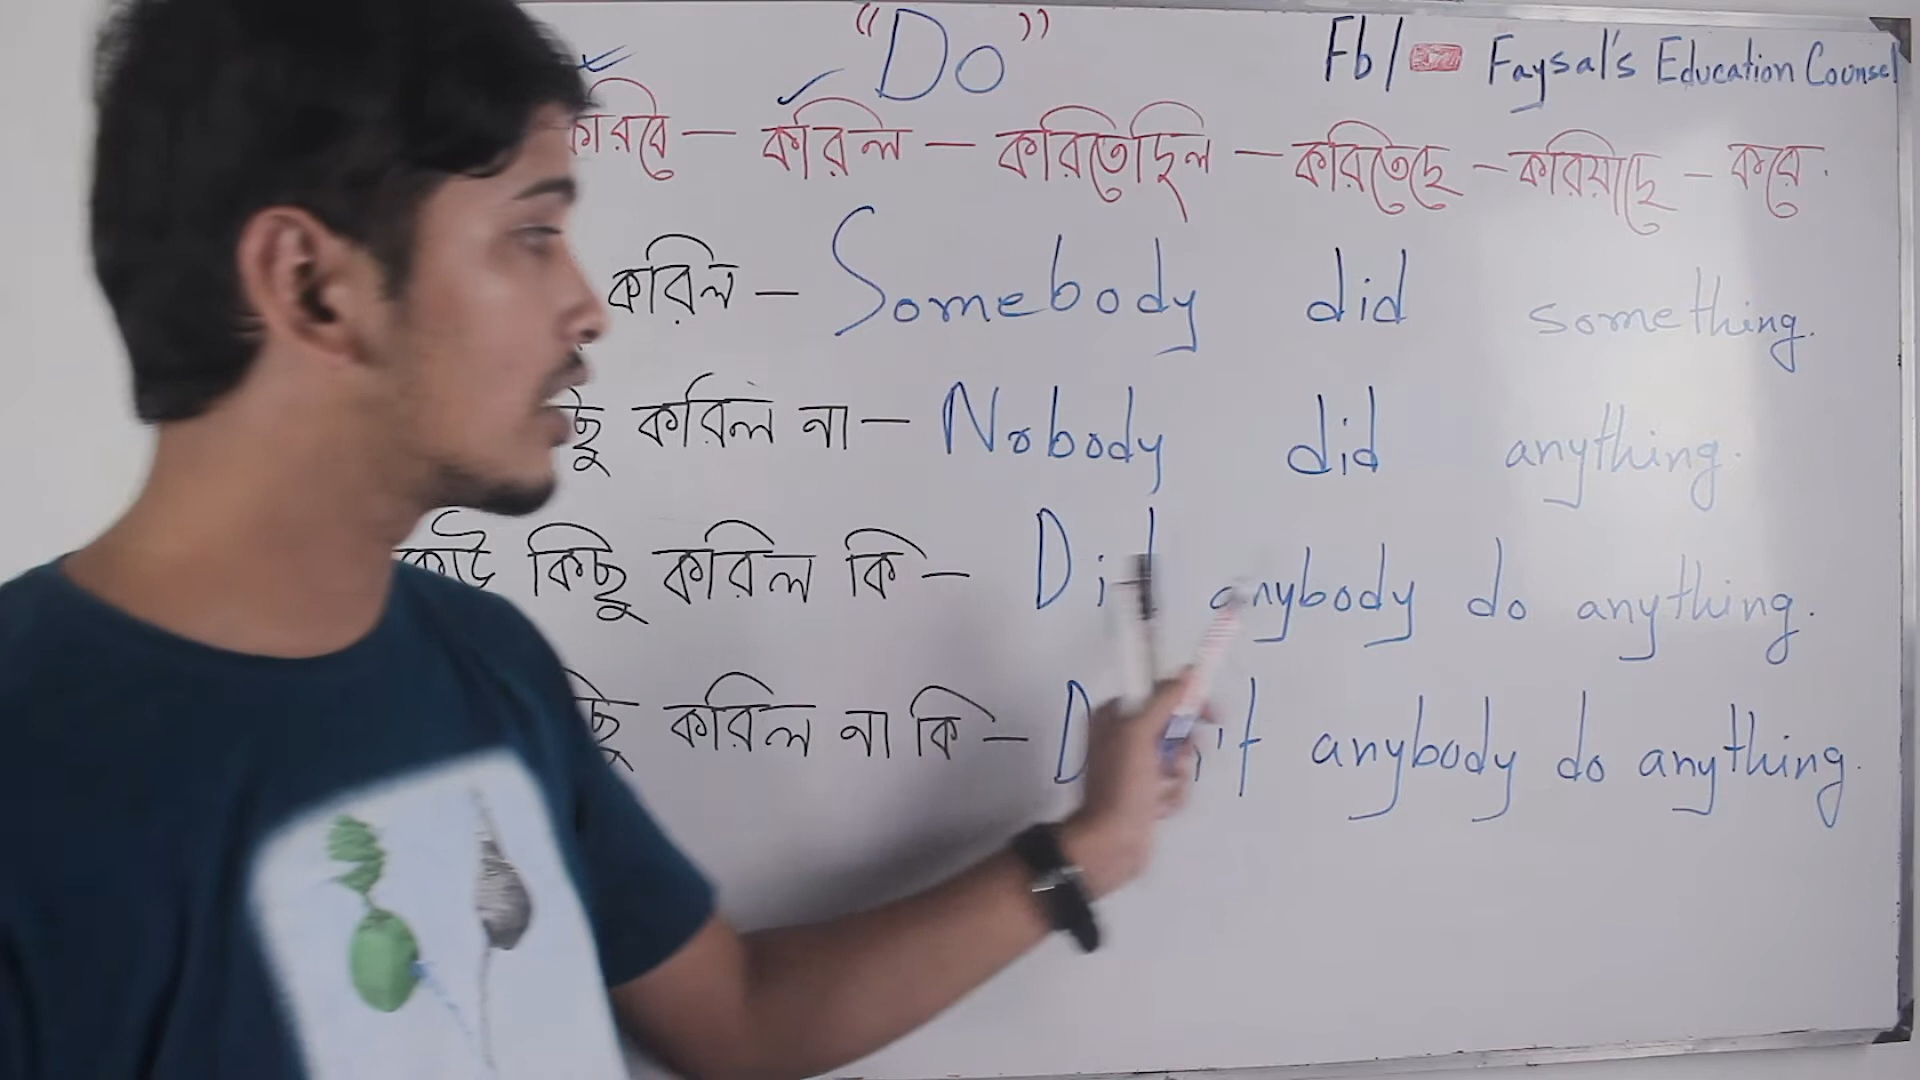 "Do"
Fb/ Faysal's Education Counsel
করিবে — করিল — করিতেছিল — করিতেছে — করিয়াছে — করে.
করিল — Somebody did something.
করিল না — Nobody did anything.
কিছু করিল কি — Did anybody do anything.
করিল না কি — anybody do anything.